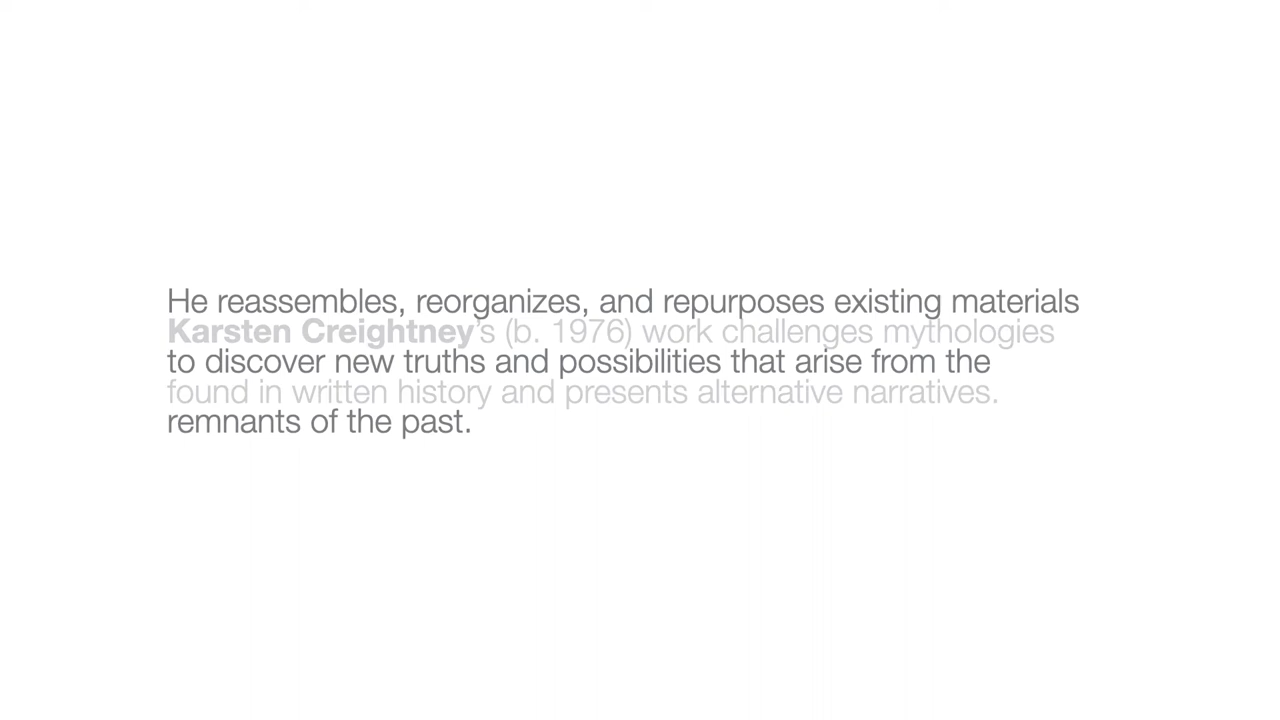 He reassembles, reorganizes, and repurposes existing materials
Karsten Creightney’s (b. 1976) work challenges mythologies
to discover new truths and possibilities that arise from the
found in written history and presents alternative narratives.
remnants of the past.